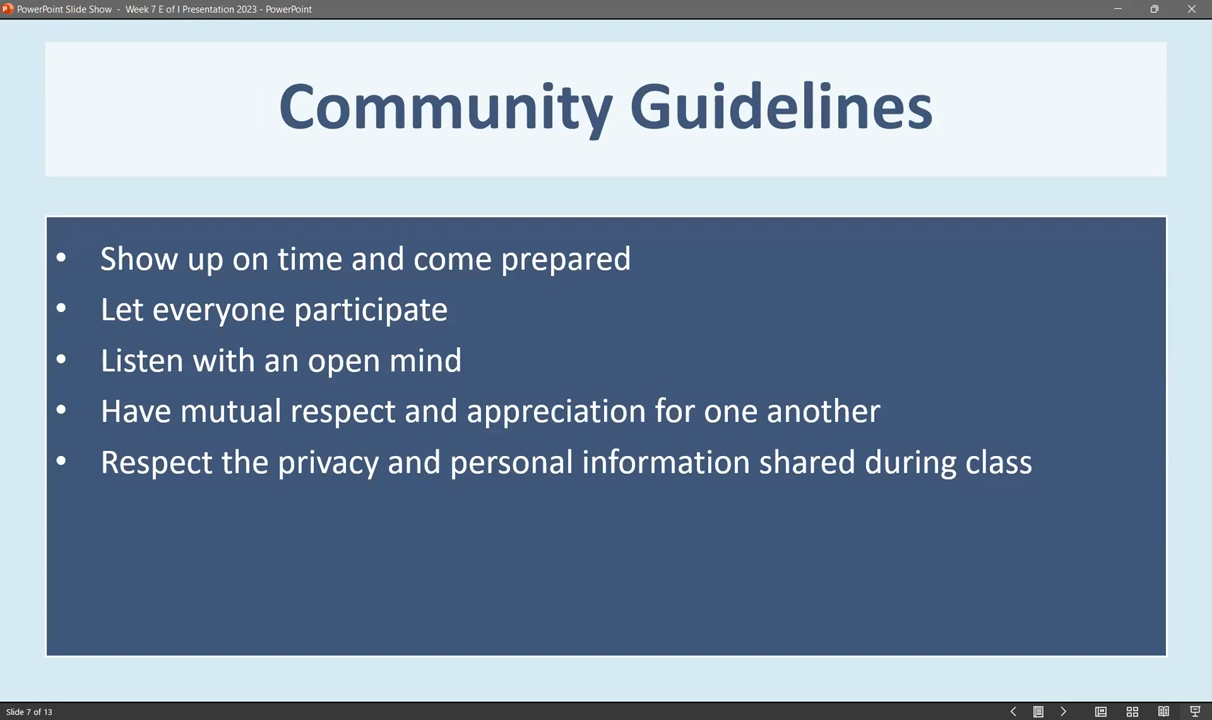 PowerPoint Slide Show - Week 7 E of I Presentation 2023 - PowerPoint
Community Guidelines
• Show up on time and come prepared
• Let everyone participate
• Listen with an open mind
• Have mutual respect and appreciation for one another
• Respect the privacy and personal information shared during class
Slide 7 of 13